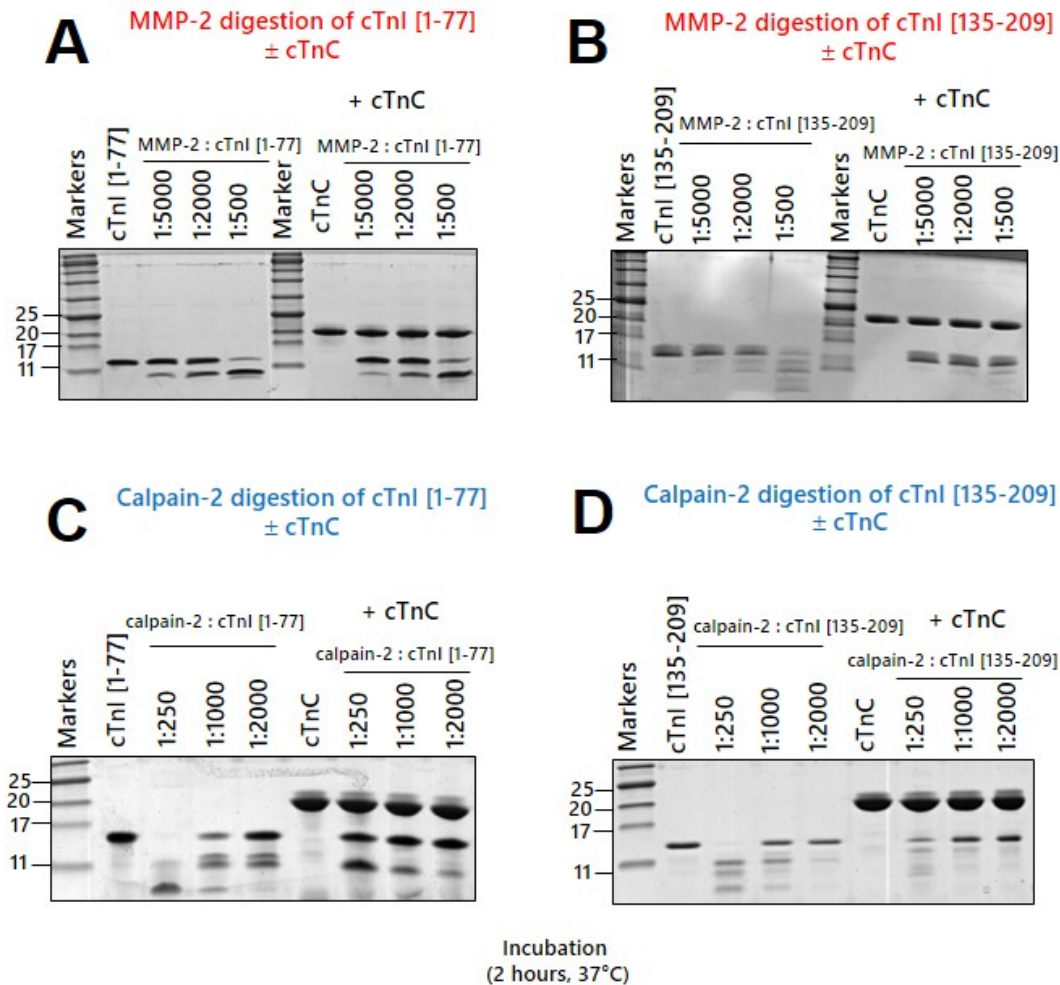 A
MMP-2 digestion of cTnI [1-77]
± cTnC
+ cTnC
Markers
cTnI [1-77]
MMP-2 : cTnI [1-77]
1:5000
1:2000
1:500
Marker
cTnC
MMP-2 : cTnI [1-77]
1:5000
1:2000
1:500
25
20
17
11
B
MMP-2 digestion of cTnI [135-209]
± cTnC
+ cTnC
Markers
cTnI [135-209]
MMP-2 : cTnI [135-209]
1:5000
1:2000
1:500
Markers
cTnC
MMP-2 : cTnI [135-209]
1:5000
1:2000
1:500
25
20
17
11
C
Calpain-2 digestion of cTnI [1-77]
± cTnC
+ cTnC
Markers
cTnI [1-77]
calpain-2 : cTnI [1-77]
1:250
1:1000
1:2000
cTnC
calpain-2 : cTnI [1-77]
1:250
1:1000
1:2000
25
20
17
11
D
Calpain-2 digestion of cTnI [135-209]
± cTnC
+ cTnC
Markers
cTnI [135-209]
calpain-2 : cTnI [135-209]
1:250
1:1000
1:2000
cTnC
calpain-2 : cTnI [135-209]
1:250
1:1000
1:2000
25
20
17
11
Incubation
(2 hours, 37°C)